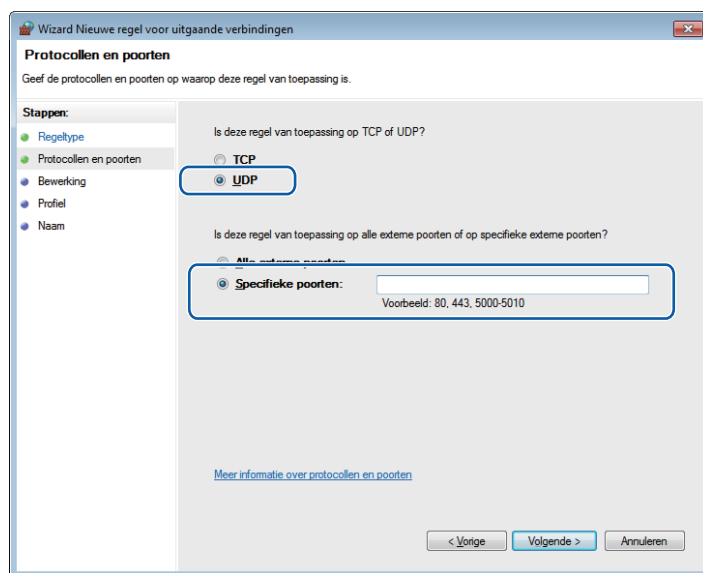 Wizard Nieuwe regel voor uitgaande verbindingen
Protocollen en poorten
Geef de protocollen en poorten op waarop deze regel van toepassing is.
Stappen:
Regeltype
Protocollen en poorten
Bewerking
Profiel
Naam
Is deze regel van toepassing op TCP of UDP?
TCP
UDP
Is deze regel van toepassing op alle externe poorten of op specifieke externe poorten?
Alle externe poorten
Specifieke poorten:
Voorbeeld: 80, 443, 5000-5010
Meer informatie over protocollen en poorten
< Vorige
Volgende >
Annuleren